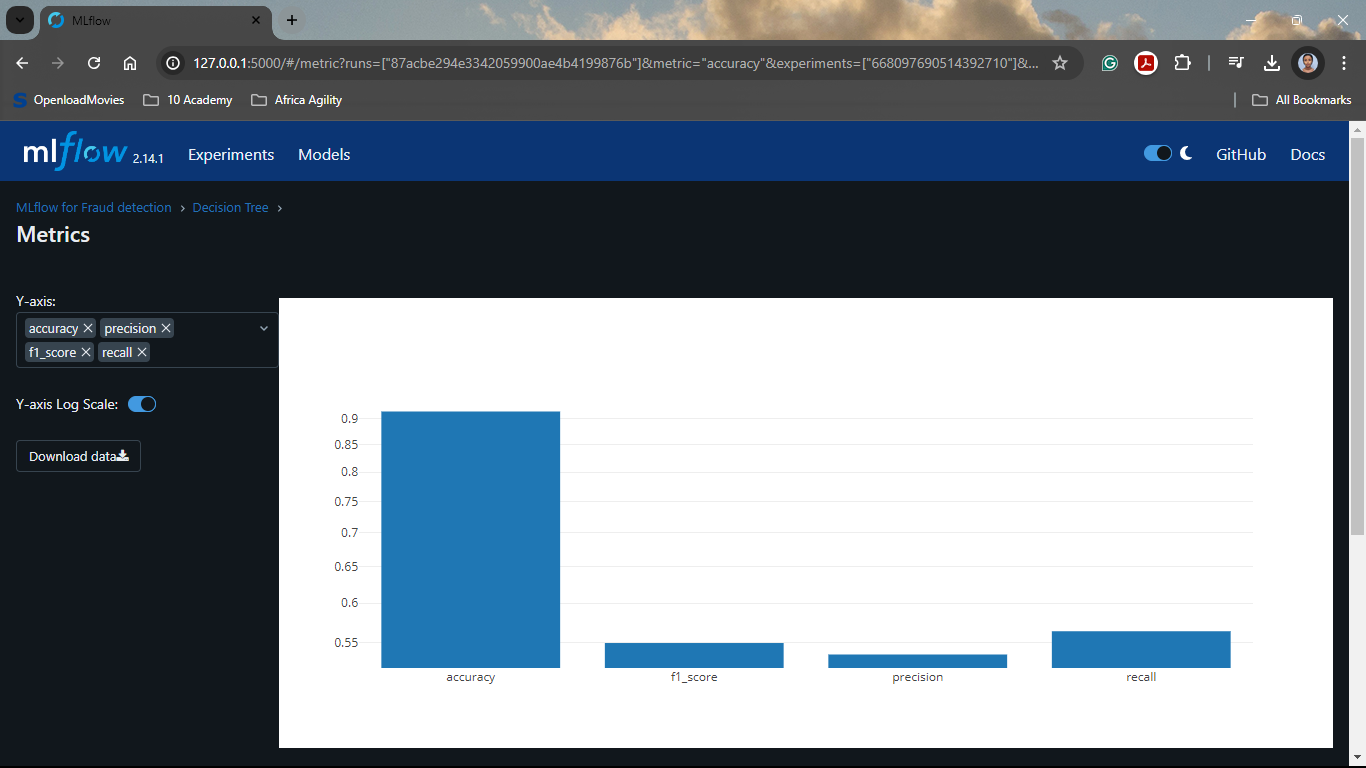 MLflow
127.0.0.1:5000/#/metric?runs=["87acbe294e3342059900ae4b4199876b"]&metric="accuracy"&experiments=["668097690514392710"]&...
S OpenloadMovies 10 Academy Africa Agility All Bookmarks
mlflow 2.14.1 Experiments Models GitHub Docs
MLflow for Fraud detection › Decision Tree ›
Metrics
Y-axis:
accuracy precision
f1_score recall
Y-axis Log Scale:
Download data
0.9
0.85
0.8
0.75
0.7
0.65
0.6
0.55
accuracy f1_score precision recall